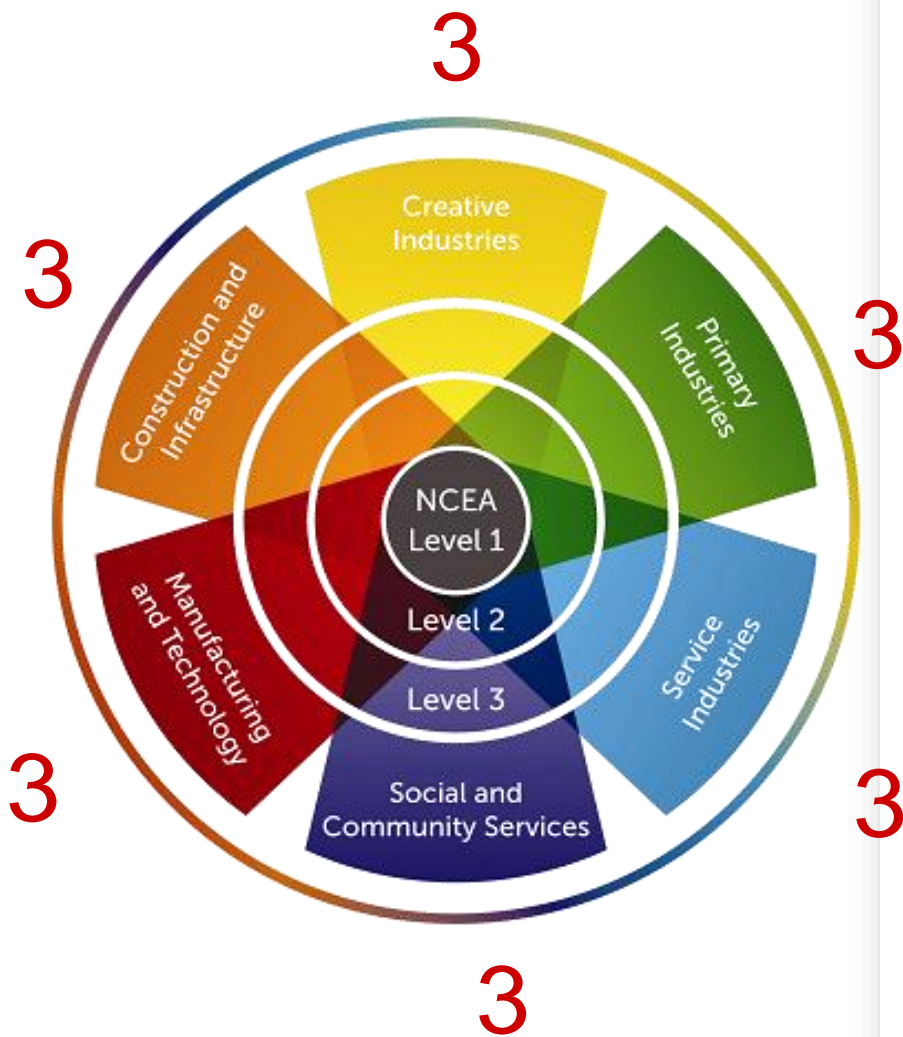 3
Creative
Industries
3
Construction and
Infrastructure
3
Primary
Industries
NCEA
Level 1
Level 2
Level 3
Manufacturing
and Technology
Service
Industries
3
3
Social and
Community Services
3